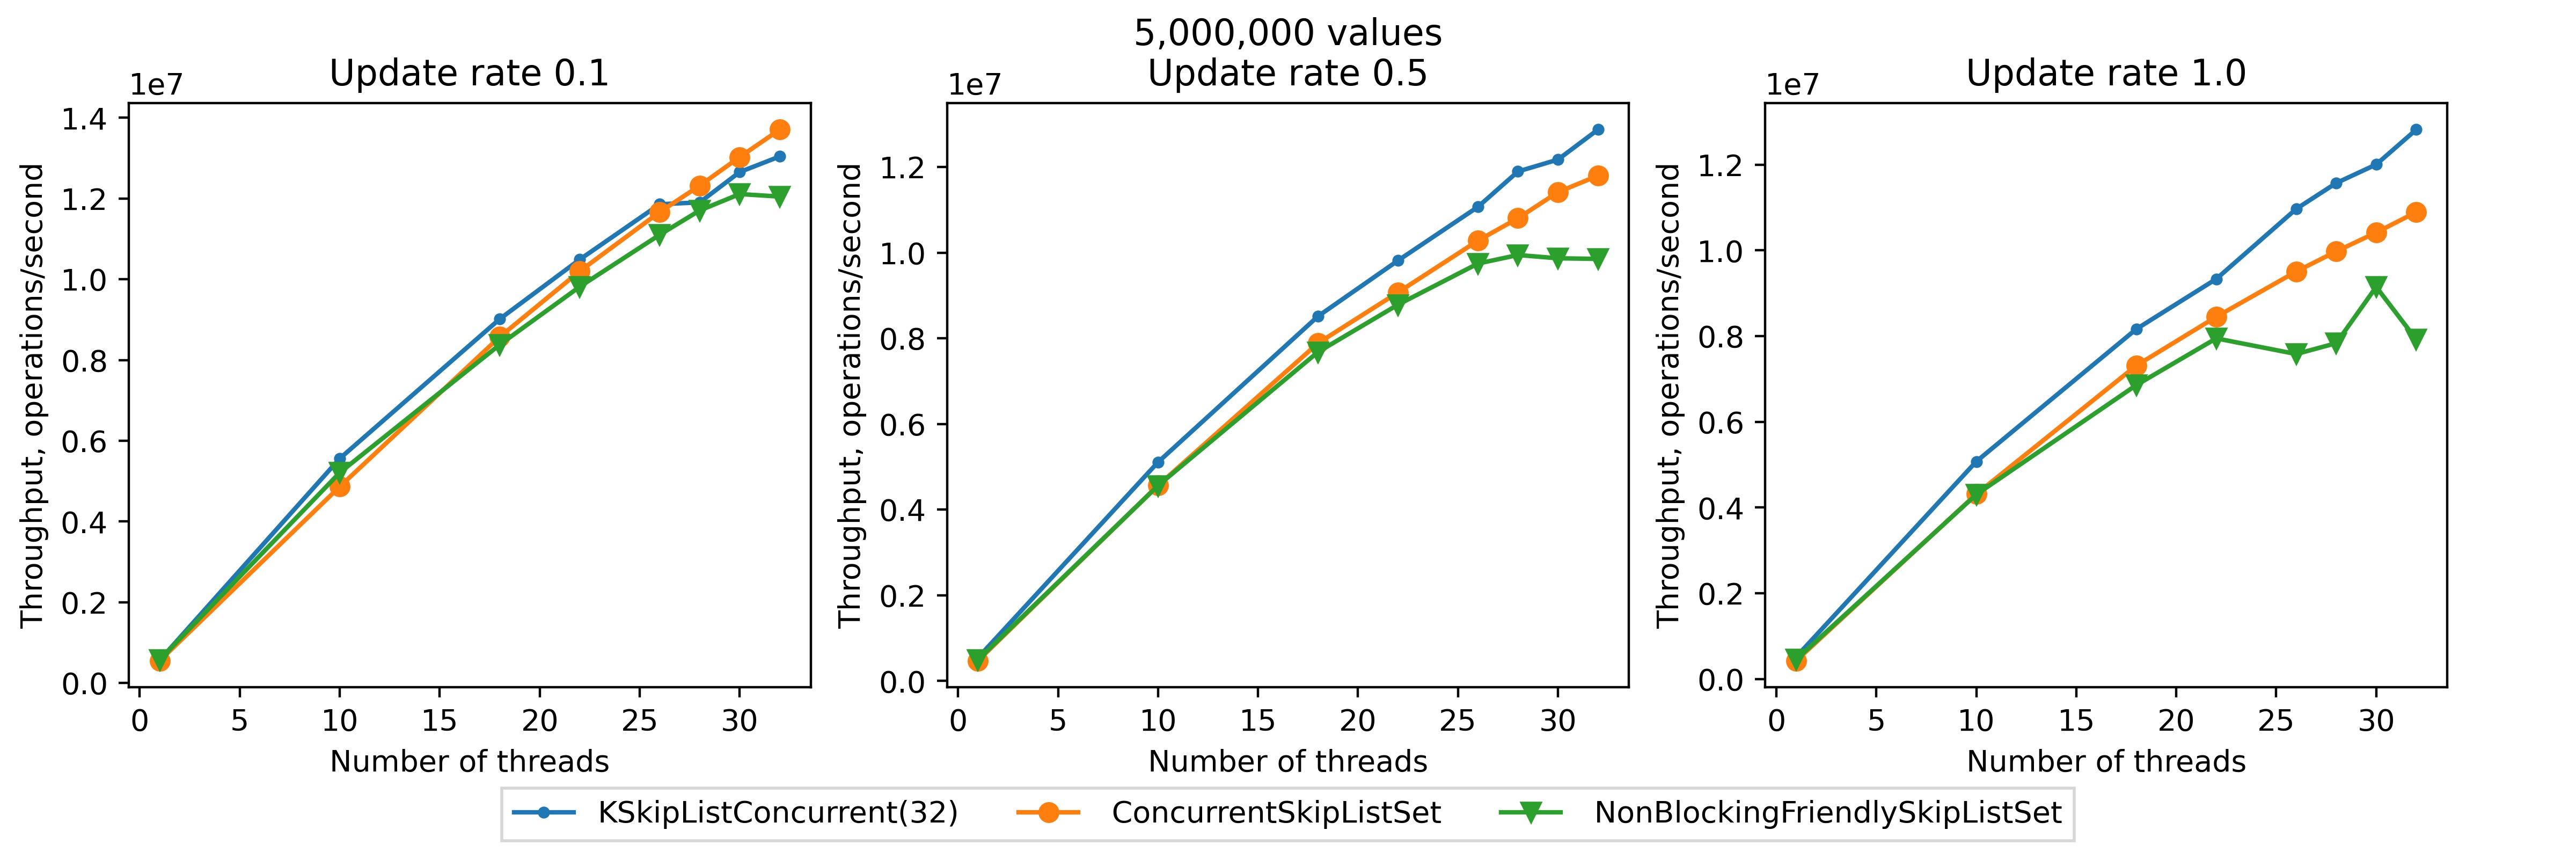 5,000,000 values
Update rate 0.1
1e7
1.4
1.2
1.0
0.8
0.6
0.4
0.2
0.0
0 5 10 15 20 25 30
Throughput, operations/second
Number of threads
Update rate 0.5
1e7
1.2
1.0
0.8
0.6
0.4
0.2
0.0
0 5 10 15 20 25 30
Throughput, operations/second
Number of threads
Update rate 1.0
1e7
1.2
1.0
0.8
0.6
0.4
0.2
0.0
0 5 10 15 20 25 30
Throughput, operations/second
Number of threads
KSkipListConcurrent(32) ConcurrentSkipListSet NonBlockingFriendlySkipListSet